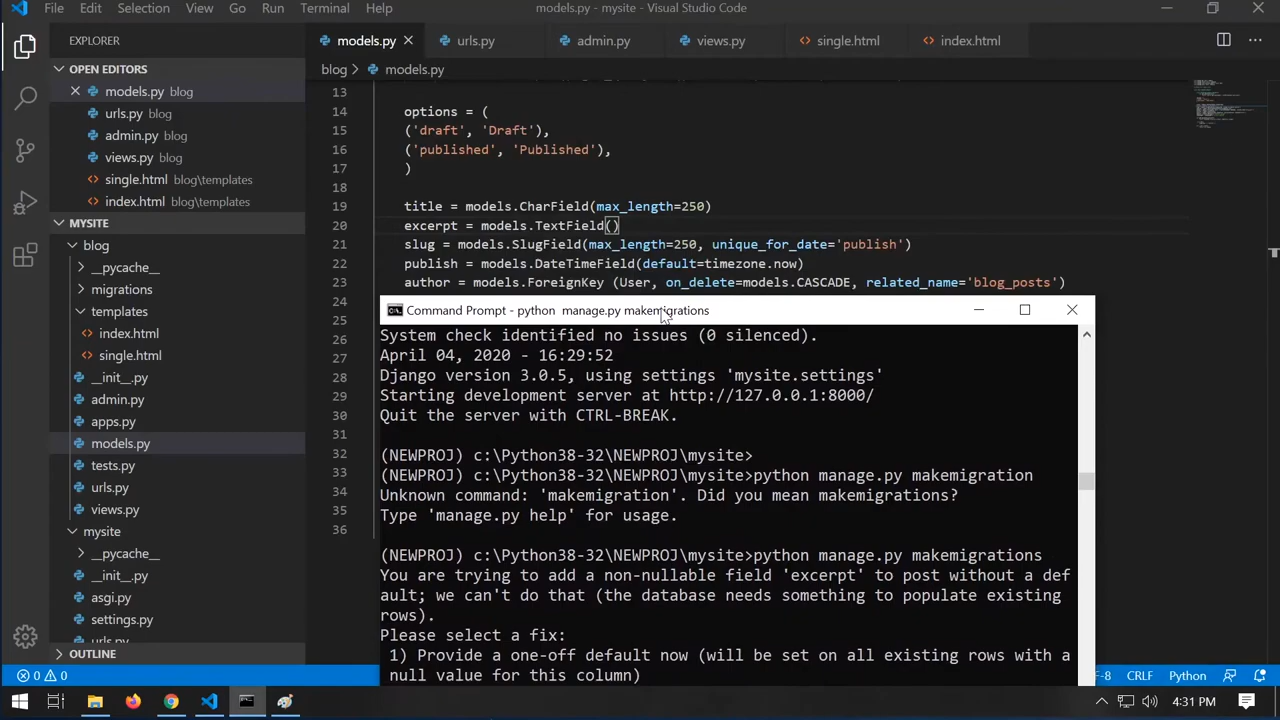 File Edit Selection View Go Run Terminal Help models.py - mysite - Visual Studio Code
EXPLORER
models.py urls.py admin.py views.py single.html index.html
OPEN EDITORS
blog models.py
models.py blog
urls.py blog
admin.py blog
views.py blog
single.html blog\templates
index.html blog\templates
MYSITE
blog
__pycache__
migrations
templates
index.html
single.html
__init__.py
admin.py
apps.py
models.py
tests.py
urls.py
views.py
mysite
__pycache__
__init__.py
asgi.py
settings.py
urls.py
OUTLINE
13
14 options = (
15 ('draft', 'Draft'),
16 ('published', 'Published'),
17 )
18
19 title = models.CharField(max_length=250)
20 excerpt = models.TextField()
21 slug = models.SlugField(max_length=250, unique_for_date='publish')
22 publish = models.DateTimeField(default=timezone.now)
23 author = models.ForeignKey (User, on_delete=models.CASCADE, related_name='blog_posts')
24
25
26
27
28
29
30
31
32
33
34
35
36
Command Prompt - python manage.py makemigrations
System check identified no issues (0 silenced).
April 04, 2020 - 16:29:52
Django version 3.0.5, using settings 'mysite.settings'
Starting development server at http://127.0.0.1:8000/
Quit the server with CTRL-BREAK.
(NEWPROJ) c:\Python38-32\NEWPROJ\mysite>
(NEWPROJ) c:\Python38-32\NEWPROJ\mysite>python manage.py makemigration
Unknown command: 'makemigration'. Did you mean makemigrations?
Type 'manage.py help' for usage.
(NEWPROJ) c:\Python38-32\NEWPROJ\mysite>python manage.py makemigrations
You are trying to add a non-nullable field 'excerpt' to post without a def
ault; we can't do that (the database needs something to populate existing
rows).
Please select a fix:
1) Provide a one-off default now (will be set on all existing rows with a
null value for this column)
0 0 F-8 CRLF Python
4:31 PM